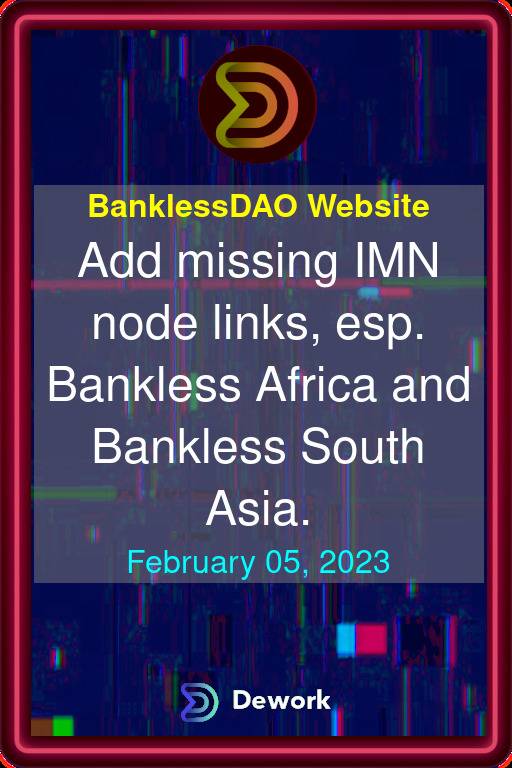 BanklessDAO Website
Add missing IMN
node links, esp.
Bankless Africa and
Bankless South
Asia.
February 05, 2023
Dework